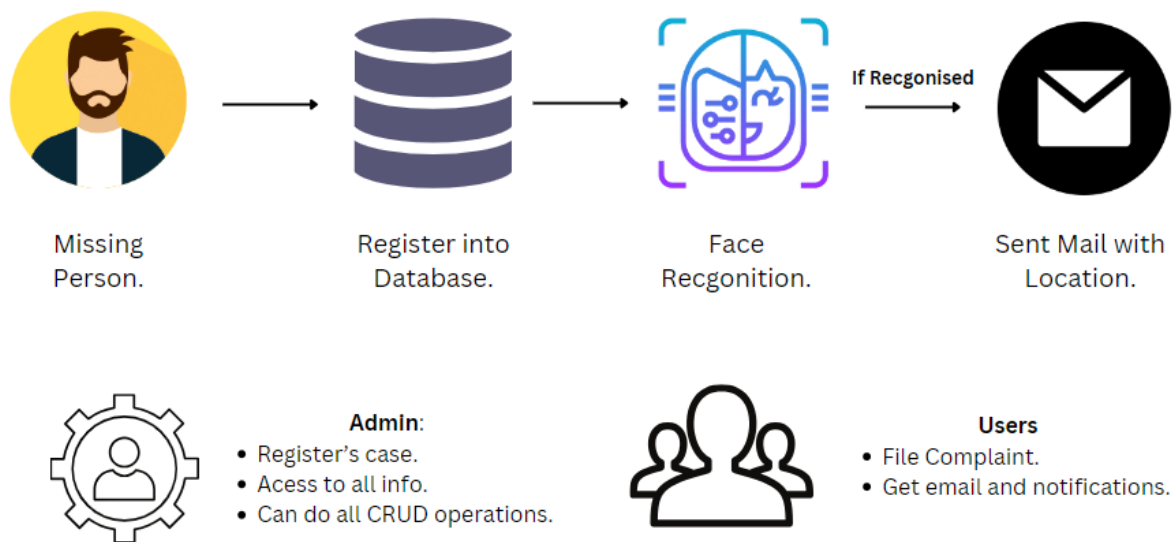 If Recgonised
Missing
Person.
Register into
Database.
Face
Recgonition.
Sent Mail with
Location.
Admin:
• Register's case.
• Acess to all info.
• Can do all CRUD operations.
Users
• File Complaint.
• Get email and notifications.